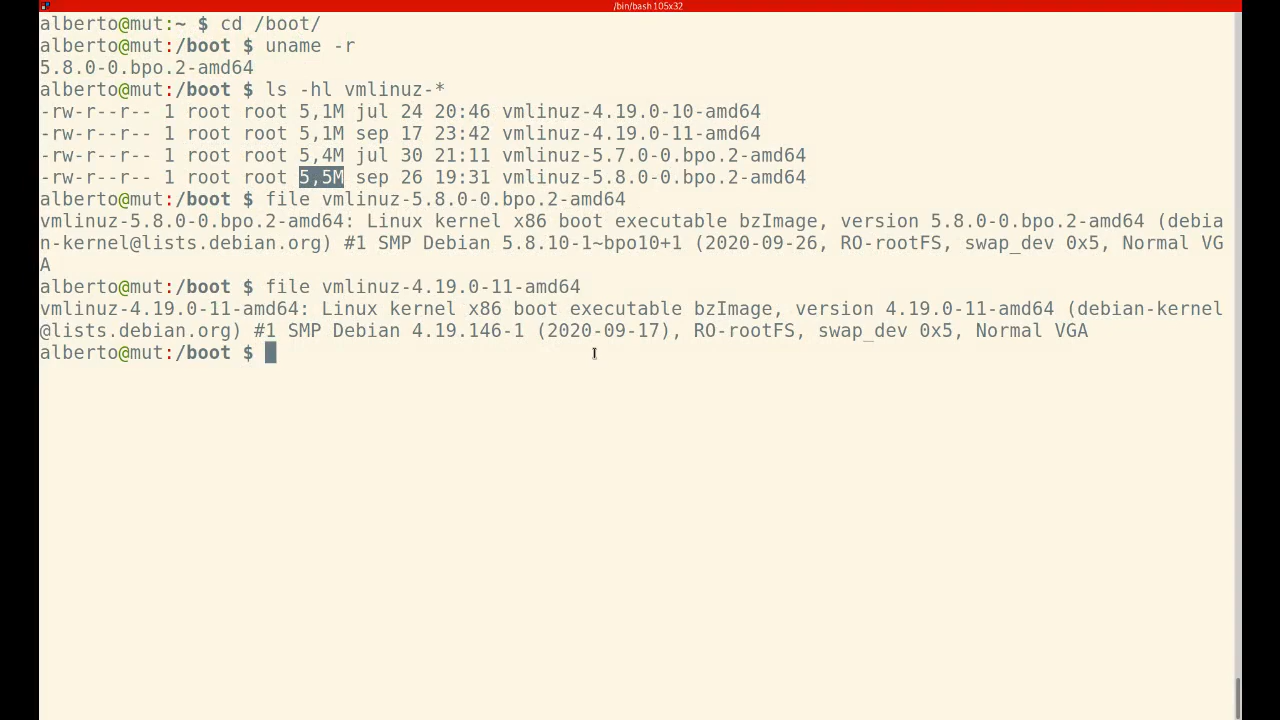 /bin/bash 105x32
alberto@mut:~ $ cd /boot/
alberto@mut:/boot $ uname -r
5.8.0-0.bpo.2-amd64
alberto@mut:/boot $ ls -hl vmlinuz-*
-rw-r--r-- 1 root root 5,1M jul 24 20:46 vmlinuz-4.19.0-10-amd64
-rw-r--r-- 1 root root 5,1M sep 17 23:42 vmlinuz-4.19.0-11-amd64
-rw-r--r-- 1 root root 5,4M jul 30 21:11 vmlinuz-5.7.0-0.bpo.2-amd64
-rw-r--r-- 1 root root 5,5M sep 26 19:31 vmlinuz-5.8.0-0.bpo.2-amd64
alberto@mut:/boot $ file vmlinuz-5.8.0-0.bpo.2-amd64
vmlinuz-5.8.0-0.bpo.2-amd64: Linux kernel x86 boot executable bzImage, version 5.8.0-0.bpo.2-amd64 (debia
n-kernel@lists.debian.org) #1 SMP Debian 5.8.10-1~bpo10+1 (2020-09-26, RO-rootFS, swap_dev 0x5, Normal VG
A
alberto@mut:/boot $ file vmlinuz-4.19.0-11-amd64
vmlinuz-4.19.0-11-amd64: Linux kernel x86 boot executable bzImage, version 4.19.0-11-amd64 (debian-kernel
@lists.debian.org) #1 SMP Debian 4.19.146-1 (2020-09-17), RO-rootFS, swap_dev 0x5, Normal VGA
alberto@mut:/boot $